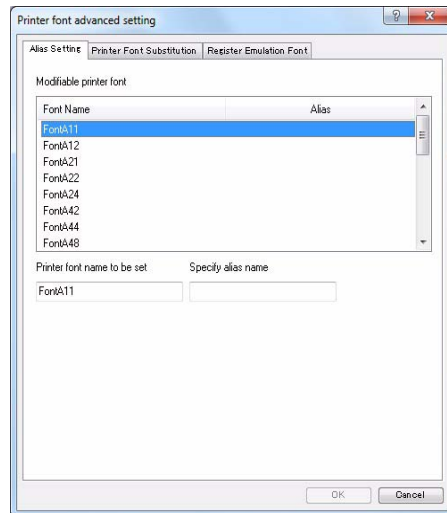 Printer font advanced setting
Alias Setting Printer Font Substitution Register Emulation Font
Modifiable printer font
Font Name Alias
FontA11
FontA12
FontA21
FontA22
FontA24
FontA42
FontA44
FontA48
Printer font name to be set Specify alias name
FontA11
OK Cancel